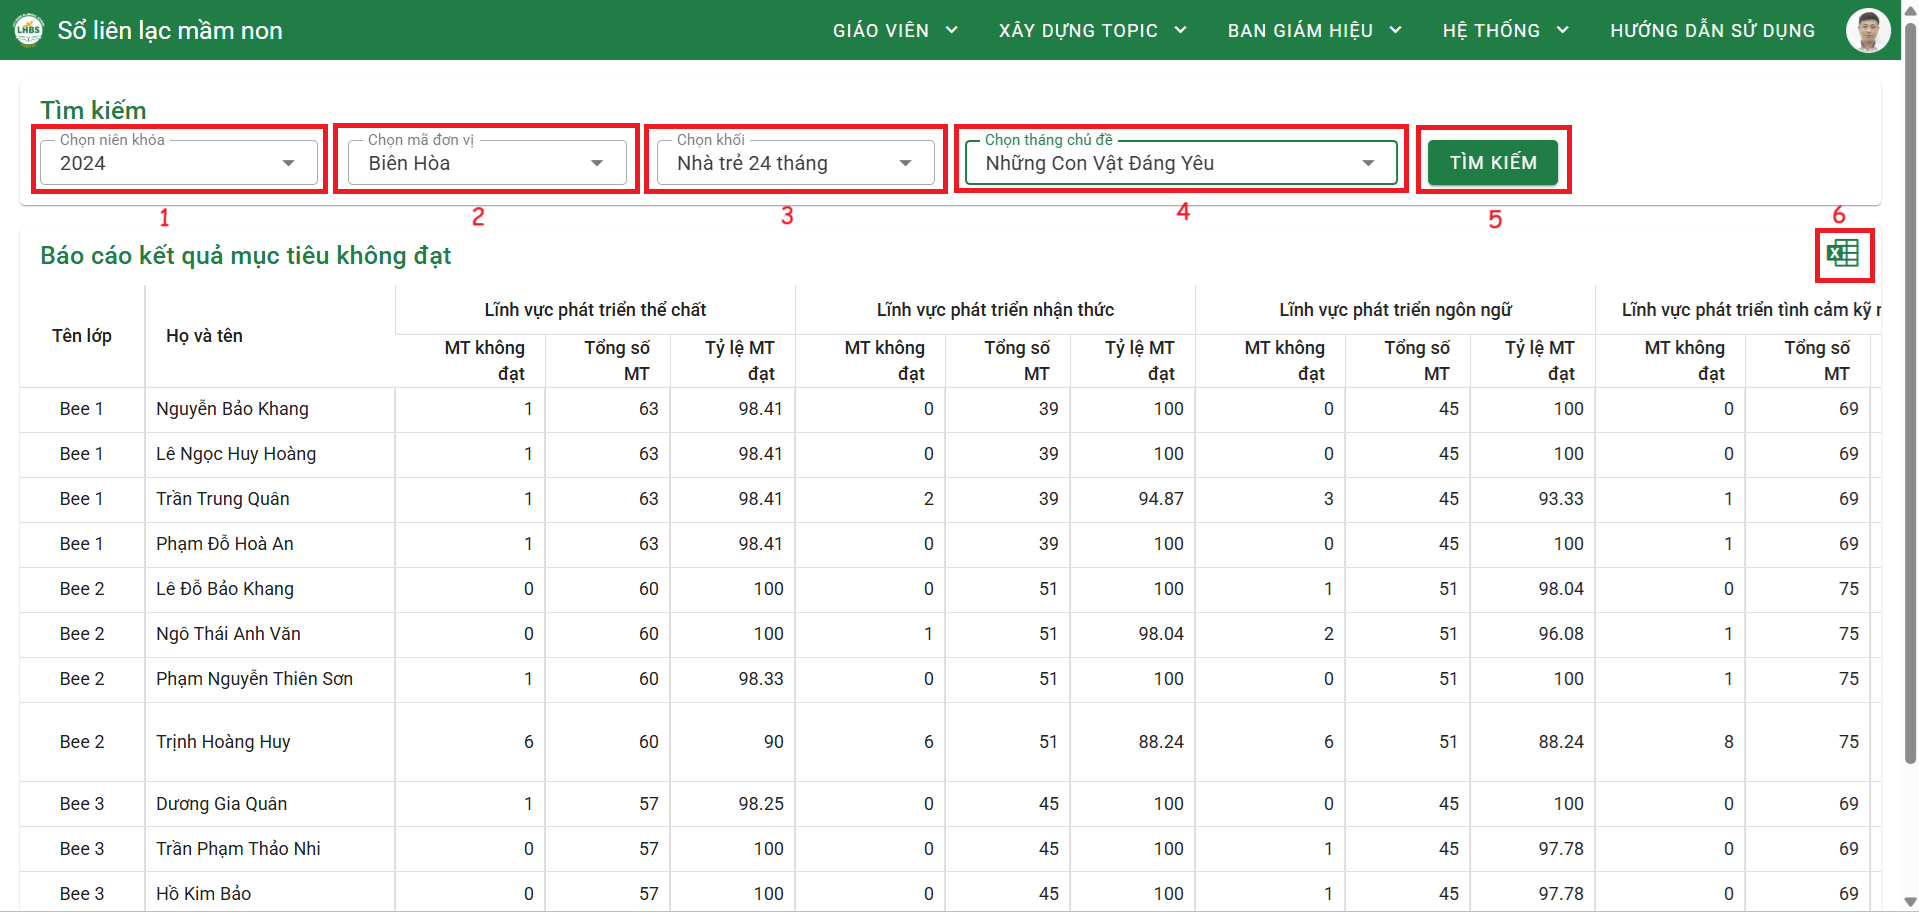 LHBS
Sổ liên lạc mầm non
GIÁO VIÊN
XÂY DỰNG TOPIC
BAN GIÁM HIỆU
HỆ THỐNG
HƯỚNG DẪN SỬ DỤNG
Tìm kiếm
Chọn niên khóa
2024
Chọn mã đơn vị
Biên Hòa
Chọn khối
Nhà trẻ 24 tháng
Chọn tháng chủ đề
Những Con Vật Đáng Yêu
TÌM KIẾM
1 2 3 4 5 6
Báo cáo kết quả mục tiêu không đạt
Tên lớp
Họ và tên
Lĩnh vực phát triển thể chất
Lĩnh vực phát triển nhận thức
Lĩnh vực phát triển ngôn ngữ
Lĩnh vực phát triển tình cảm kỹ n
MT không đạt Tổng số MT Tỷ lệ MT đạt MT không đạt Tổng số MT Tỷ lệ MT đạt MT không đạt Tổng số MT Tỷ lệ MT đạt MT không đạt Tổng số MT
Bee 1 Nguyễn Bảo Khang 1 63 98.41 0 39 100 0 45 100 0 69
Bee 1 Lê Ngọc Huy Hoàng 1 63 98.41 0 39 100 0 45 100 0 69
Bee 1 Trần Trung Quân 1 63 98.41 2 39 94.87 3 45 93.33 1 69
Bee 1 Phạm Đỗ Hoà An 1 63 98.41 0 39 100 0 45 100 1 69
Bee 2 Lê Đỗ Bảo Khang 0 60 100 0 51 100 1 51 98.04 0 75
Bee 2 Ngô Thái Anh Văn 0 60 100 1 51 98.04 2 51 96.08 1 75
Bee 2 Phạm Nguyễn Thiên Sơn 1 60 98.33 0 51 100 0 51 100 1 75
Bee 2 Trịnh Hoàng Huy 6 60 90 6 51 88.24 6 51 88.24 8 75
Bee 3 Dương Gia Quân 1 57 98.25 0 45 100 0 45 100 0 69
Bee 3 Trần Phạm Thảo Nhi 0 57 100 0 45 100 1 45 97.78 0 69
Bee 3 Hồ Kim Bảo 0 57 100 0 45 100 1 45 97.78 0 69